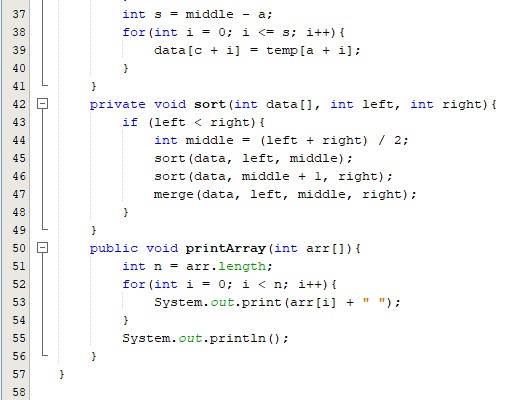 37 int s = middle - a;
38 for(int i = 0; i <= s; i++){
39 data[c + i] = temp[a + i];
40 }
41 }
42 private void sort(int data[], int left, int right){
43 if (left < right){
44 int middle = (left + right) / 2;
45 sort(data, left, middle);
46 sort(data, middle + 1, right);
47 merge(data, left, middle, right);
48 }
49 }
50 public void printArray(int arr[]){
51 int n = arr.length;
52 for(int i = 0; i < n; i++){
53 System.out.print(arr[i] + " ");
54 }
55 System.out.println();
56 }
57 }
58